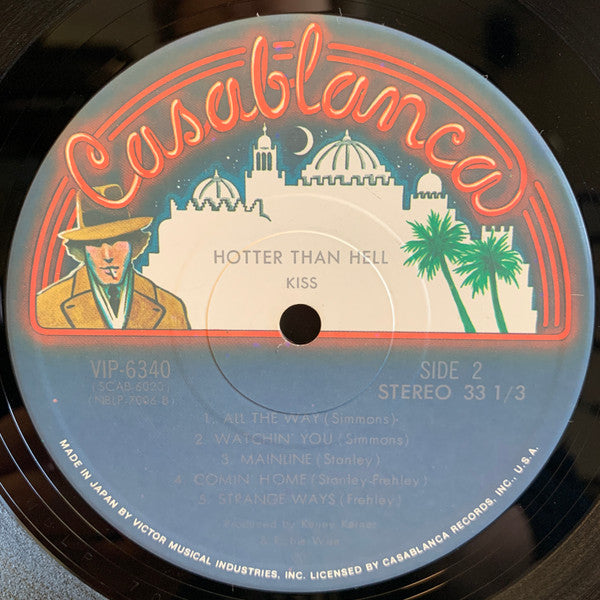 Casablanca
HOTTER THAN HELL
KISS
VIP-6340
(SCAB-6020)
(NBLP-7006-B)
SIDE 2
STEREO 33 1/3
1. ALL THE WAY (Simmons)
2. WATCHIN' YOU (Simmons)
3. MAINLINE (Stanley)
4. COMIN' HOME (Stanley-Frehley)
5. STRANGE WAYS (Frehley)
Produced by Kenny Kerner
& Richie Wise
MADE IN JAPAN BY VICTOR MUSICAL INDUSTRIES, INC. LICENSED BY CASABLANCA RECORDS, INC., U.S.A.